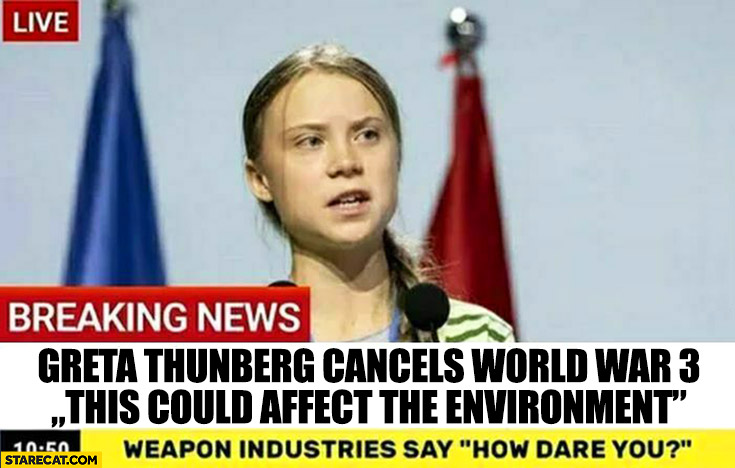 LIVE
BREAKING NEWS
GRETA THUNBERG CANCELS WORLD WAR 3
„THIS COULD AFFECT THE ENVIRONMENT”
10:50
WEAPON INDUSTRIES SAY "HOW DARE YOU?"
STARECAT.COM